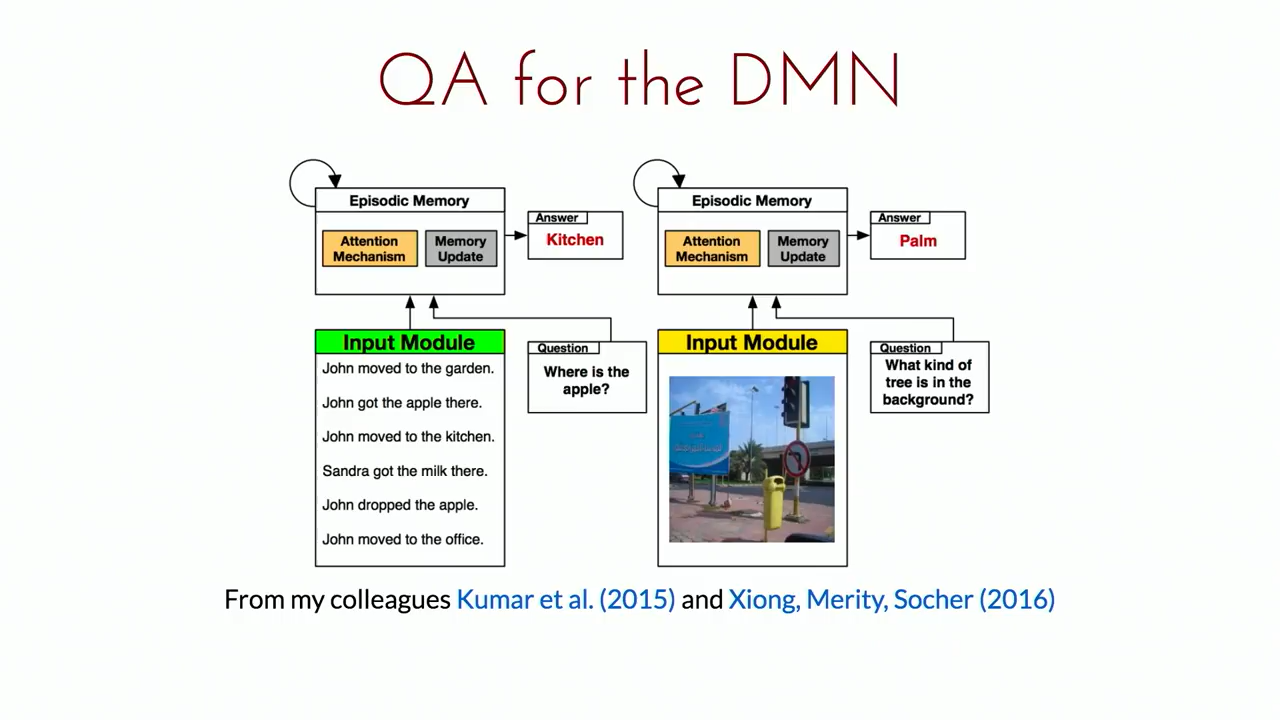 QA for the DMN
Episodic Memory
Attention
Mechanism
Memory
Update
Answer
Kitchen
Input Module
John moved to the garden.
John got the apple there.
John moved to the kitchen.
Sandra got the milk there.
John dropped the apple.
John moved to the office.
Question
Where is the
apple?
Episodic Memory
Attention
Mechanism
Memory
Update
Answer
Palm
Input Module
Question
What kind of
tree is in the
background?
From my colleagues Kumar et al. (2015) and Xiong, Merity, Socher (2016)